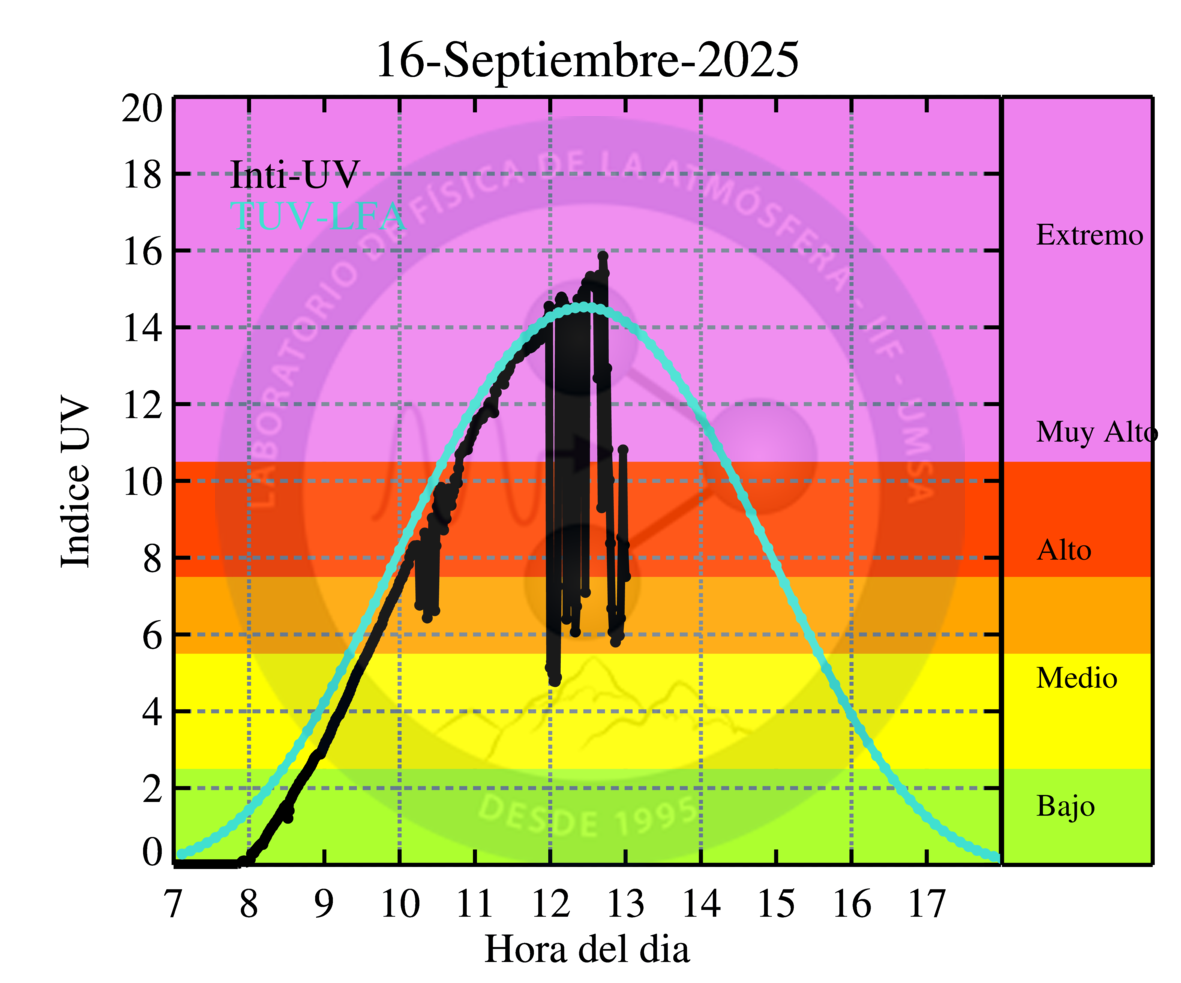 16-Septiembre-2025
20
18
16
14
12
10
8
6
4
2
0
Indice UV
Inti-UV
TUV-LFA
LABORATORIO DE FÍSICA DE LA ATMÓSFERA - IIF - UMSA
DESDE 1995
Extremo
Muy Alto
Alto
Medio
Bajo
7 8 9 10 11 12 13 14 15 16 17
Hora del dia